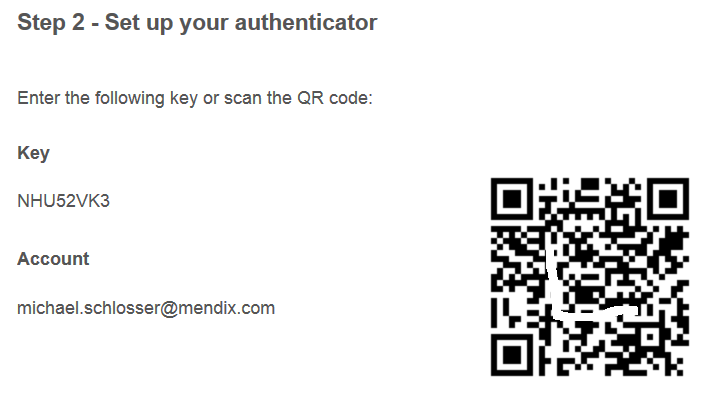 Step 2 - Set up your authenticator
Enter the following key or scan the QR code:
Key
NHU52VK3
Account
michael.schlosser@mendix.com